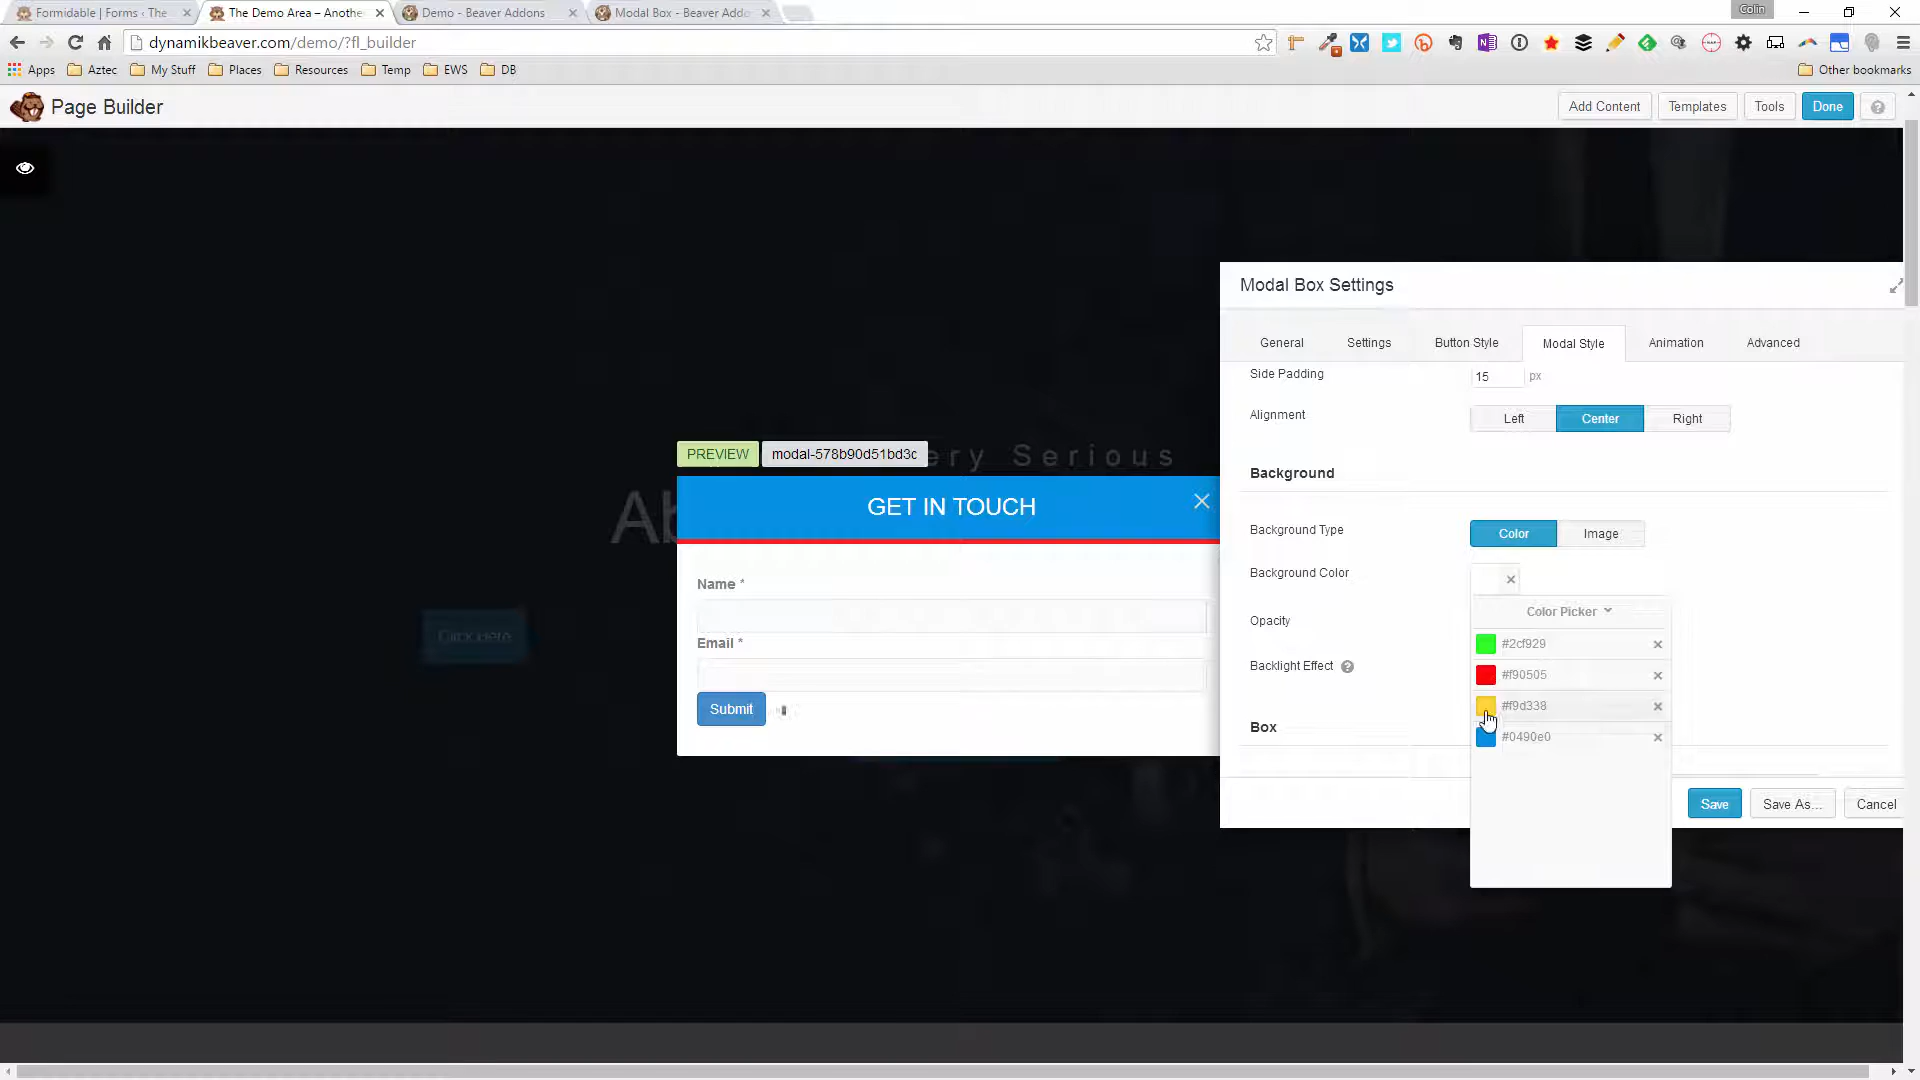 Formidable | Forms ‹ The
The Demo Area – Anothe
Demo - Beaver Addons
Modal Box - Beaver Addo
Colin
dynamikbeaver.com/demo/?fl_builder
Apps
Aztec
My Stuff
Places
Resources
Temp
EWS
DB
Other bookmarks
Page Builder
Add Content
Templates
Tools
Done
Modal Box Settings
General
Settings
Button Style
Modal Style
Animation
Advanced
Side Padding
15
px
Alignment
Left
Center
Right
PREVIEW
modal-578b90d51bd3c
ery Serious
Ab
GET IN TOUCH
Background
Background Type
Color
Image
Background Color
Color Picker
Name *
Opacity
Click Here
Email *
#2cf929
Backlight Effect
#f90505
Submit
#f9d338
Box
#0490e0
Save
Save As...
Cancel